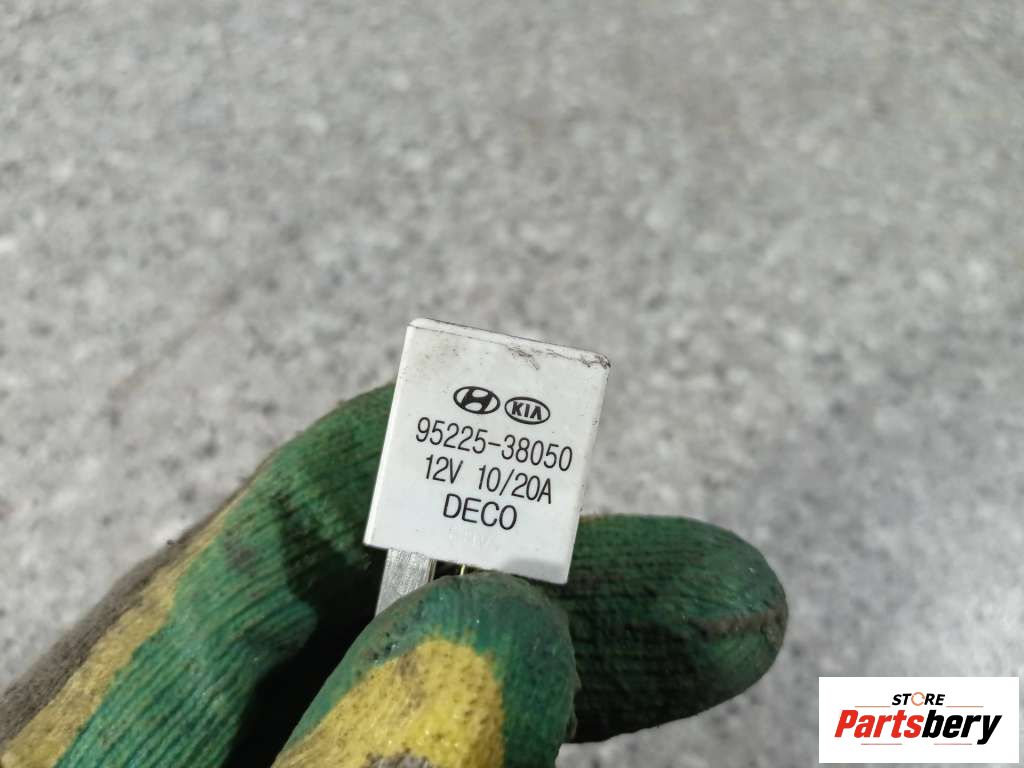 KIA
95225-38050
12V 10/20A
DECO
STORE
Partsbery